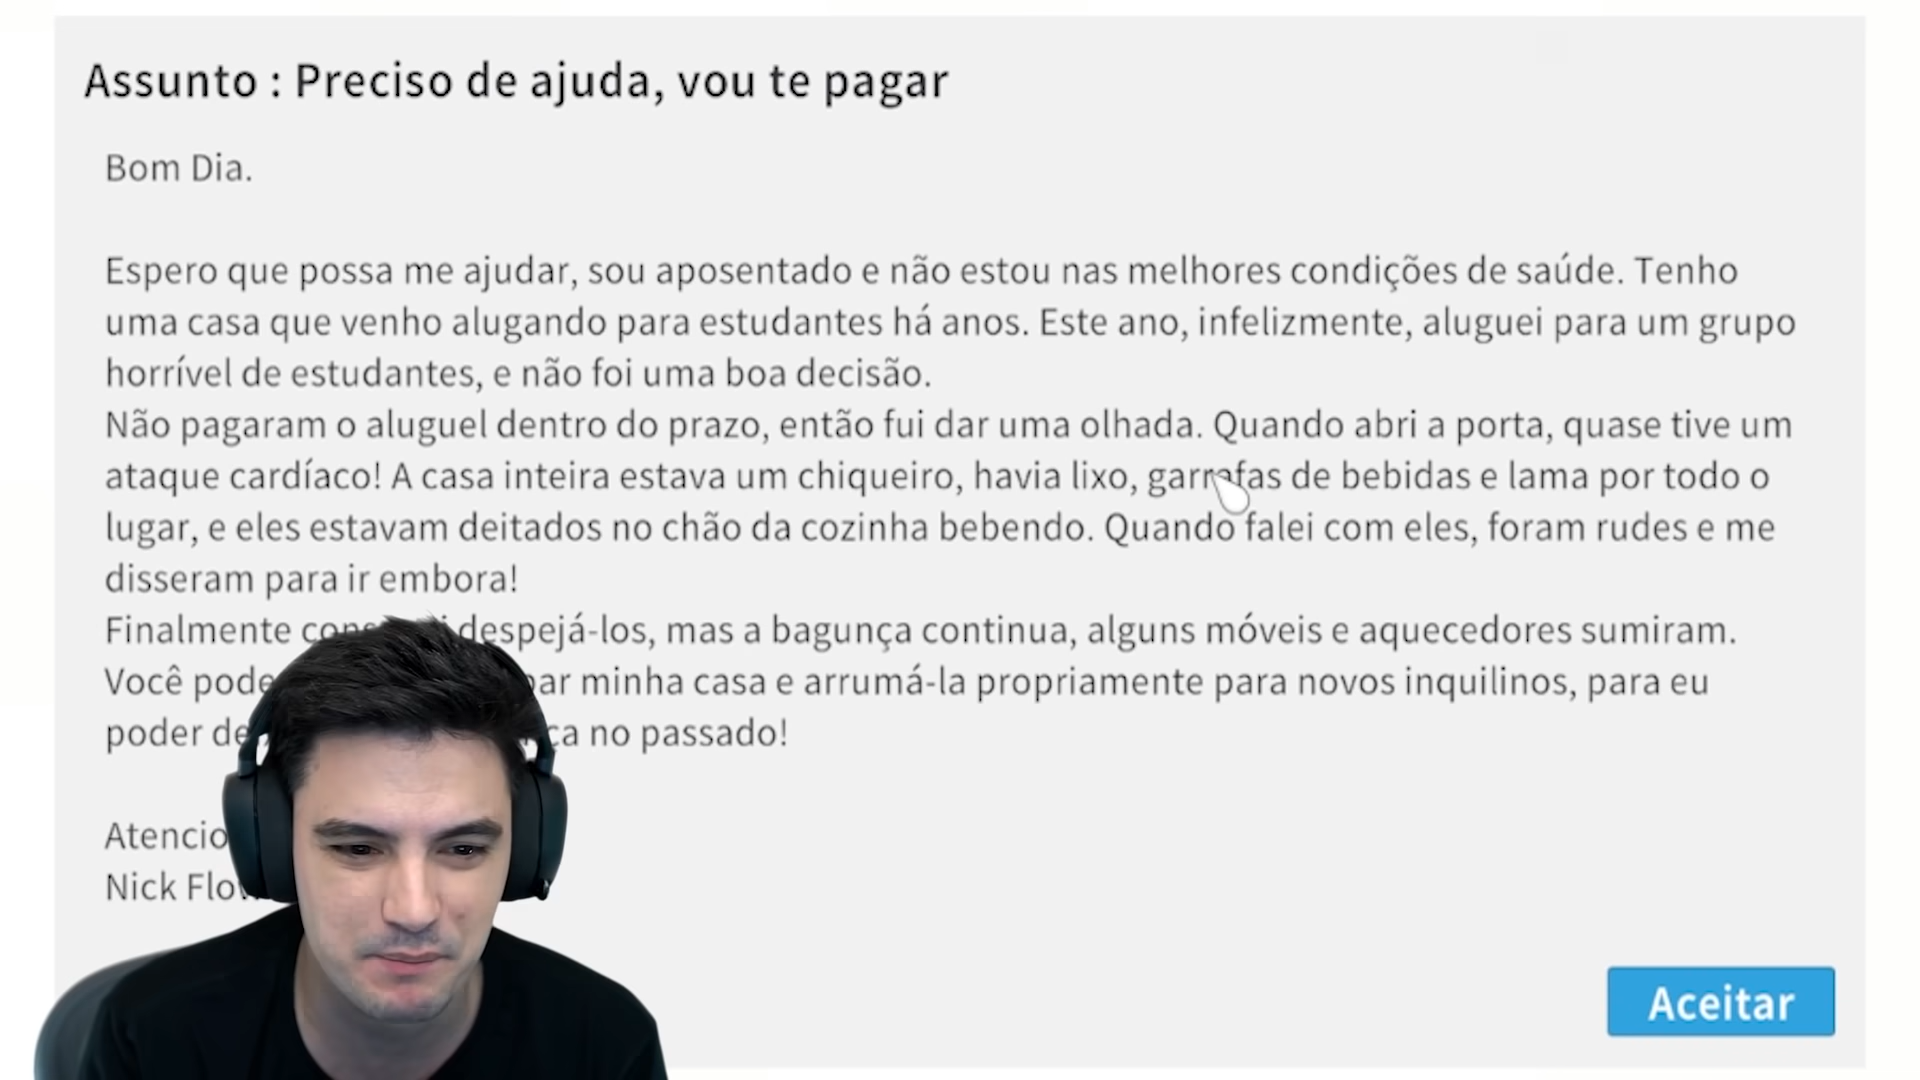 Assunto : Preciso de ajuda, vou te pagar
Bom Dia.
Espero que possa me ajudar, sou aposentado e não estou nas melhores condições de saúde. Tenho
uma casa que venho alugando para estudantes há anos. Este ano, infelizmente, aluguei para um grupo
horrível de estudantes, e não foi uma boa decisão.
Não pagaram o aluguel dentro do prazo, então fui dar uma olhada. Quando abri a porta, quase tive um
ataque cardíaco! A casa inteira estava um chiqueiro, havia lixo, garrafas de bebidas e lama por todo o
lugar, e eles estavam deitados no chão da cozinha bebendo. Quando falei com eles, foram rudes e me
disseram para ir embora!
Finalmente despejá-los, mas a bagunça continua, alguns móveis e aquecedores sumiram.
Você minha casa e arrumá-la propriamente para novos inquilinos, para eu
poder no passado!
Nick
Aceitar